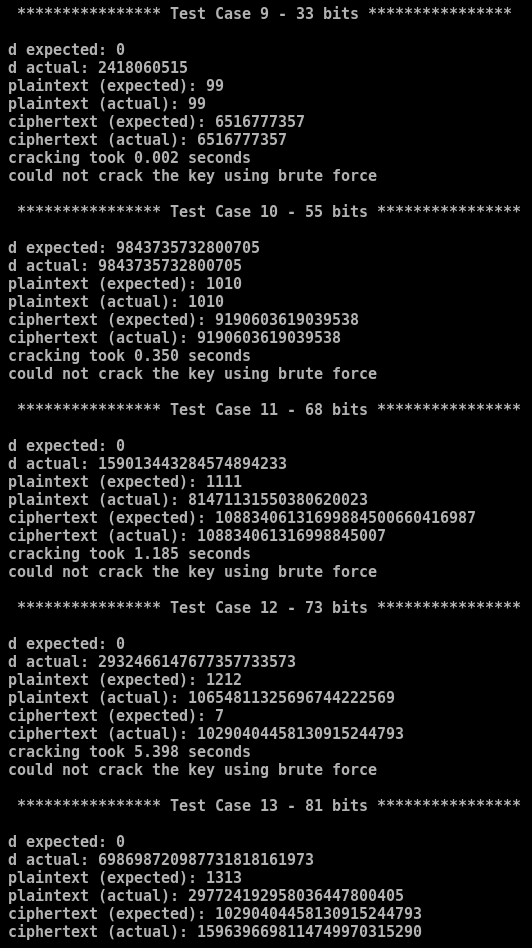 **************** Test Case 9 - 33 bits ****************
d expected: 0
d actual: 2418060515
plaintext (expected): 99
plaintext (actual): 99
ciphertext (expected): 6516777357
ciphertext (actual): 6516777357
cracking took 0.002 seconds
could not crack the key using brute force
**************** Test Case 10 - 55 bits ****************
d expected: 9843735732800705
d actual: 9843735732800705
plaintext (expected): 1010
plaintext (actual): 1010
ciphertext (expected): 9190603619039538
ciphertext (actual): 9190603619039538
cracking took 0.350 seconds
could not crack the key using brute force
**************** Test Case 11 - 68 bits ****************
d expected: 0
d actual: 159013443284574894233
plaintext (expected): 1111
plaintext (actual): 81471131550380620023
ciphertext (expected): 10883406131699884500660416987
ciphertext (actual): 108834061316998845007
cracking took 1.185 seconds
could not crack the key using brute force
**************** Test Case 12 - 73 bits ****************
d expected: 0
d actual: 2932466147677357733573
plaintext (expected): 1212
plaintext (actual): 10654811325696744222569
ciphertext (expected): 7
ciphertext (actual): 10290404458130915244793
cracking took 5.398 seconds
could not crack the key using brute force
**************** Test Case 13 - 81 bits ****************
d expected: 0
d actual: 698698720987731818161973
plaintext (expected): 1313
plaintext (actual): 297724192958036447800405
ciphertext (expected): 10290404458130915244793
ciphertext (actual): 1596396698114749970315290